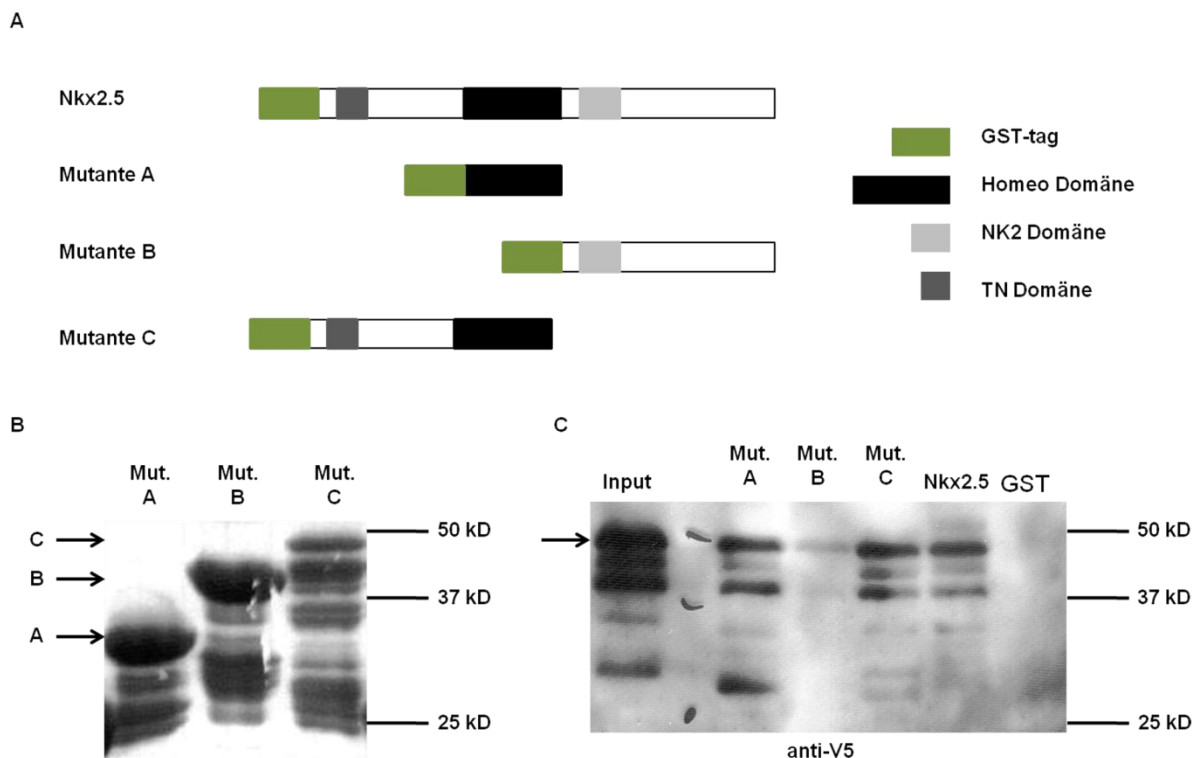 A
Nkx2.5
GST-tag
Mutante A
Homeo Domäne
NK2 Domäne
Mutante B
TN Domäne
Mutante C
B
Mut. A
Mut. B
Mut. C
C
B
A
50 kD
37 kD
25 kD
C
Input
Mut. A
Mut. B
Mut. C
Nkx2.5
GST
50 kD
37 kD
25 kD
anti-V5